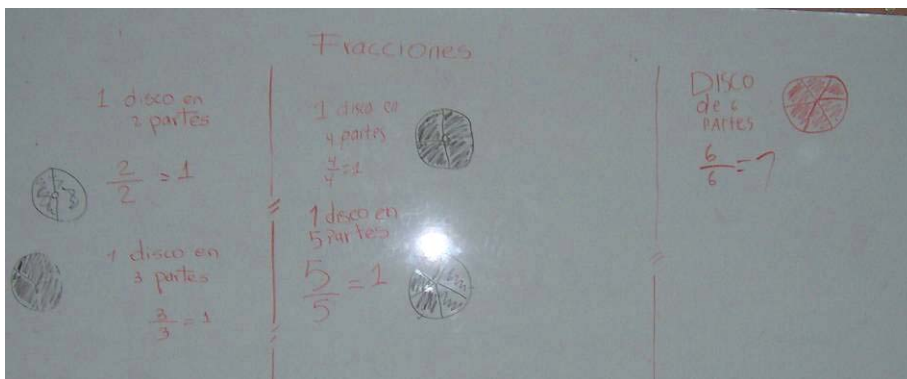 Fracciones
1 disco en
2 partes
2/2 = 1
1 disco en
3 partes
3/3 = 1
1 disco en
4 partes
4/4 = 1
1 disco en
5 Partes
5/5 = 1
DISCO
de 6
PARTES
6/6 = 1